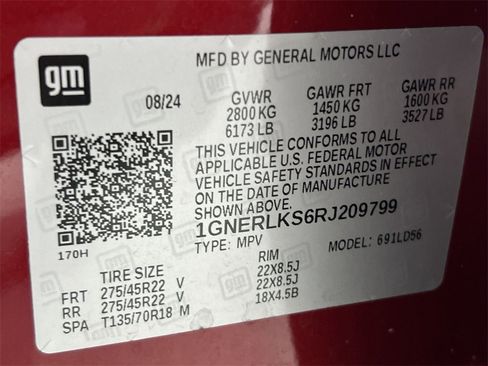 gm
MFD BY GENERAL MOTORS LLC
08/24 GVWR GAWR FRT GAWR RR
2800 KG 1450 KG 1600 KG
6173 LB 3196 LB 3527 LB
THIS VEHICLE CONFORMS TO ALL
APPLICABLE U.S. FEDERAL MOTOR
VEHICLE SAFETY STANDARDS IN EFFECT
ON THE DATE OF MANUFACTURE
SHOWN ABOVE.
1GNERLKS6RJ209799
170H TYPE: MPV MODEL: 691LD56
TIRE SIZE RIM
FRT 275/45R22 V 22X8.5J
RR 275/45R22 V 22X8.5J
SPA T135/70R18 M 18X4.5B